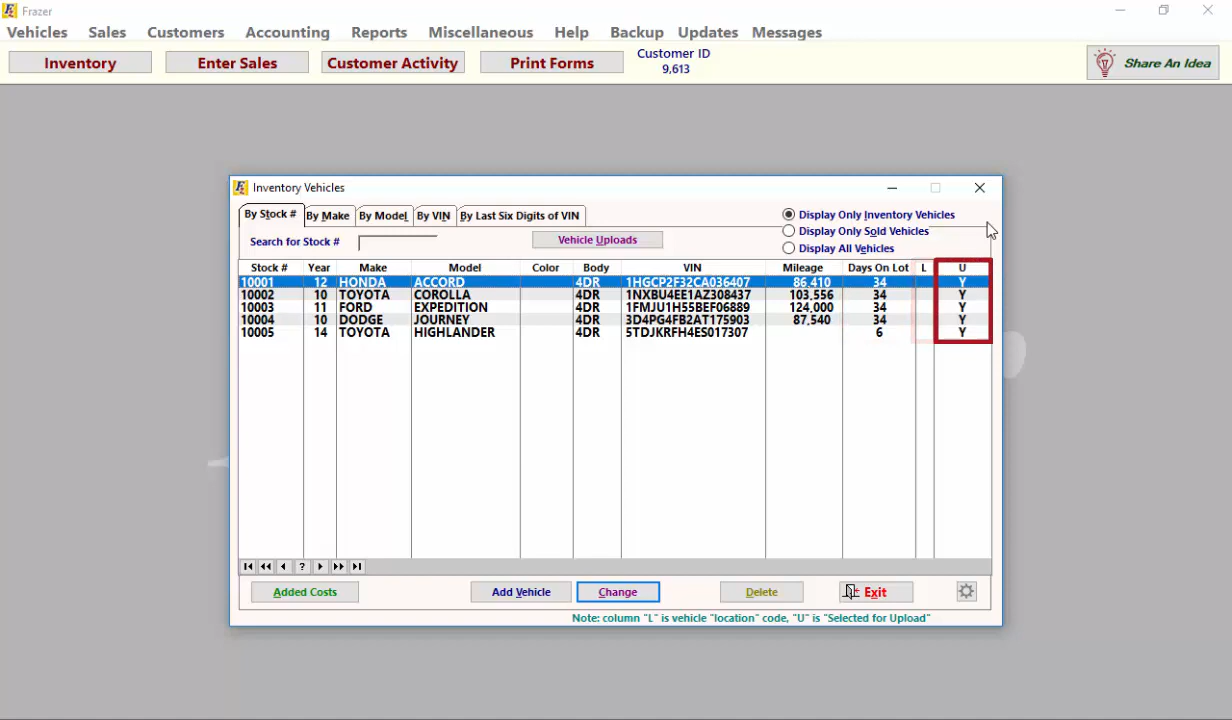 Frazer
Vehicles Sales Customers Accounting Reports Miscellaneous Help Backup Updates Messages
Inventory Enter Sales Customer Activity Print Forms Customer ID 9,613 Share An Idea
Inventory Vehicles
By Stock # By Make By Model By VIN By Last Six Digits of VIN
Display Only Inventory Vehicles
Display Only Sold Vehicles
Display All Vehicles
Search for Stock # Vehicle Uploads
Stock # Year Make Model Color Body VIN Mileage Days On Lot L U
10001 12 HONDA ACCORD 4DR 1HGCP2F32CA036407 86,410 34 Y
10002 10 TOYOTA COROLLA 4DR 1NXBU4EE1AZ308437 103,556 34 Y
10003 11 FORD EXPEDITION 4DR 1FMJU1H55BEF06889 124,000 34 Y
10004 10 DODGE JOURNEY 4DR 3D4PG4FB2AT175903 87,540 34 Y
10005 14 TOYOTA HIGHLANDER 4DR 5TDJKRFH4ES017307 6 Y
?
Added Costs Add Vehicle Change Delete Exit
Note: column "L" is vehicle "location" code, "U" is "Selected for Upload"